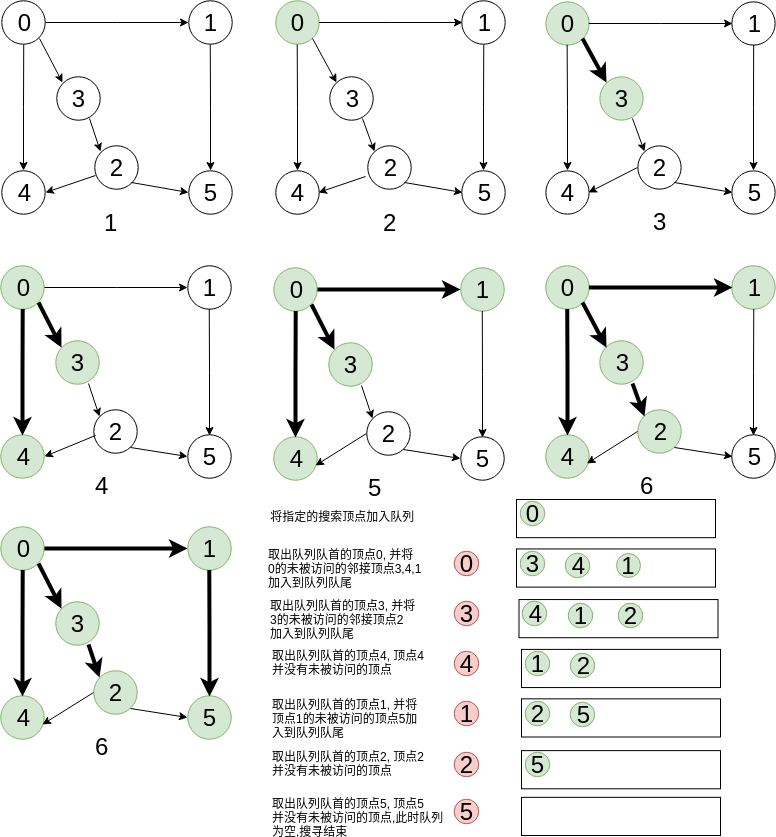 0 1
3
2
4 5
1
0 1
3
2
4 5
2
0 1
3
2
4 5
3
0 1
3
2
4 5
4
0 1
3
2
4 5
5
0 1
3
2
4 5
6
0 1
3
2
4 5
6
将指定的搜索顶点加入队列
0
取出队列队首的顶点0, 并将
0的未被访问的邻接顶点3,4,1
加入到队列队尾
0
3 4 1
取出队列队首的顶点3, 并将
3的未被访问的邻接顶点2
加入到队列队尾
3
4 1 2
取出队列队首的顶点4, 顶点4
并没有未被访问的顶点
4
1 2
取出队列队首的顶点1, 并将
顶点1的未被访问的顶点5加
入到队列队尾
1
2 5
取出队列队首的顶点2, 顶点2
并没有未被访问的顶点
2
5
取出队列队首的顶点5, 顶点5
并没有未被访问的顶点,此时队列
为空,搜寻结束
5